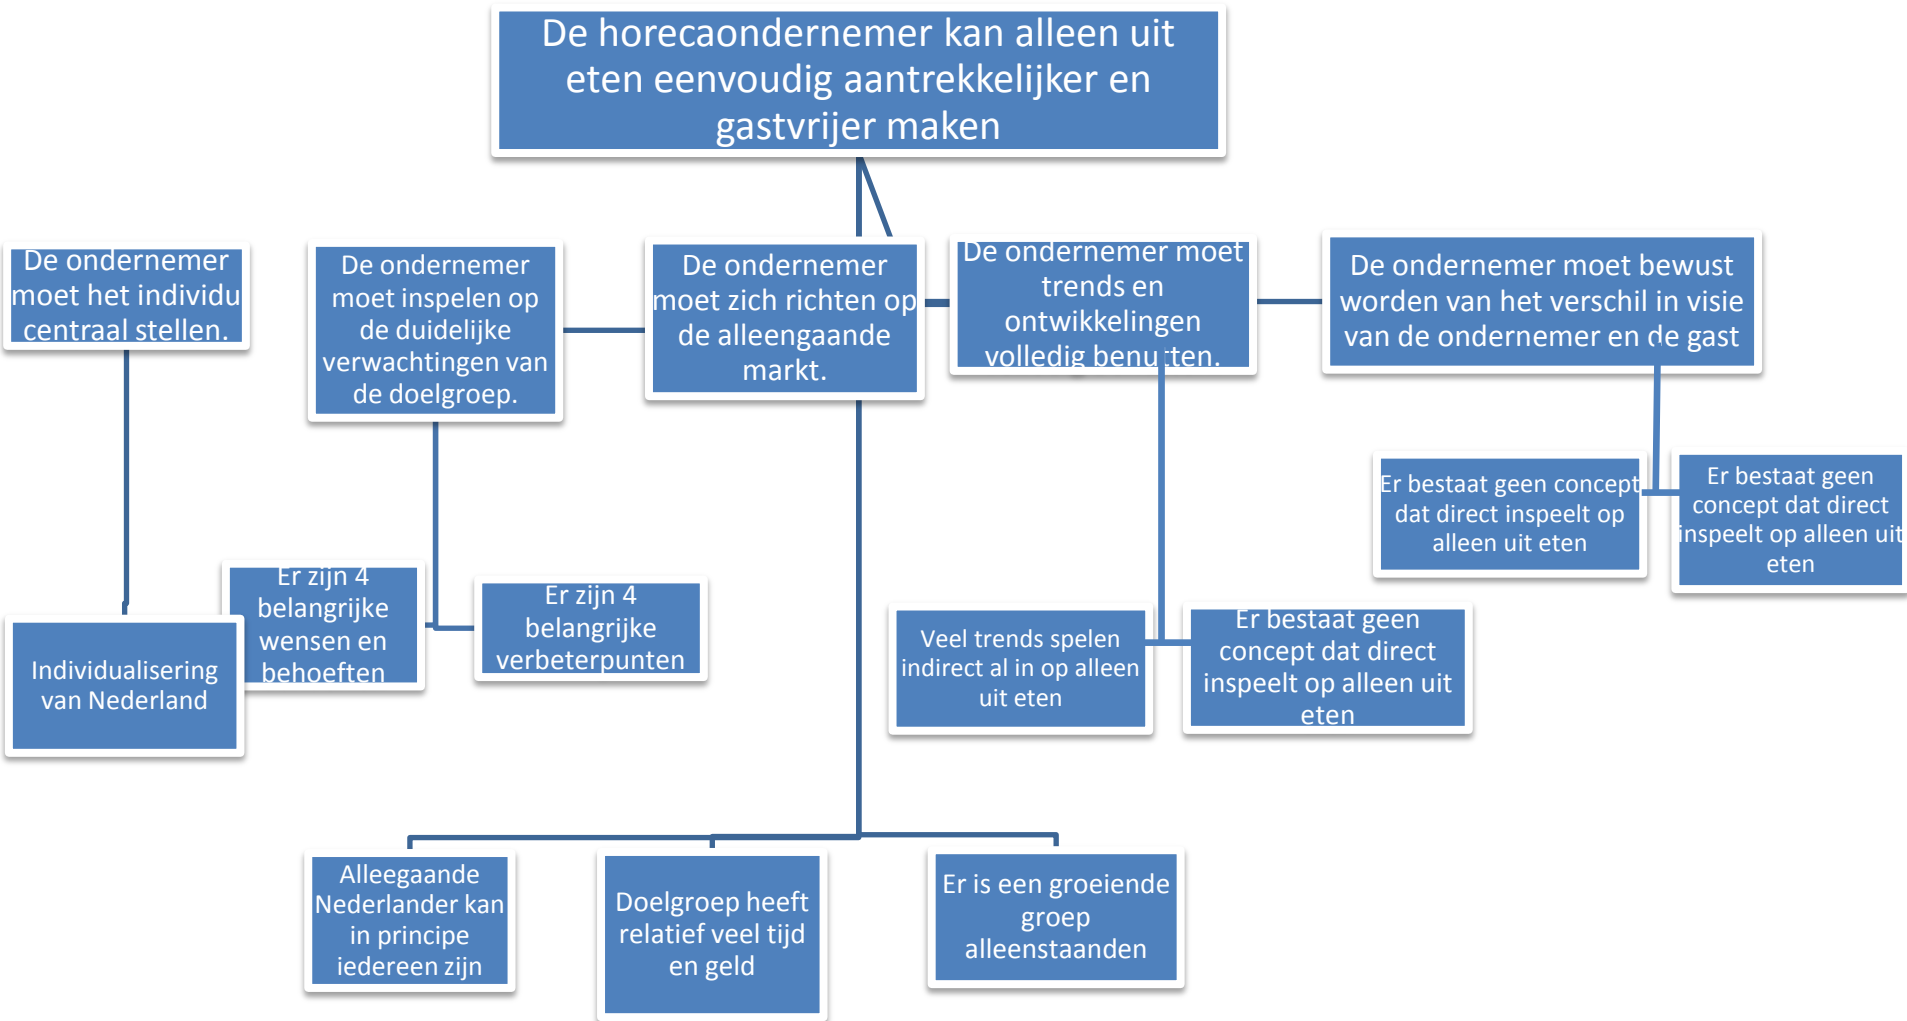 De horecaondernemer kan alleen uit
eten eenvoudig aantrekkelijker en
gastvrijer maken
De ondernemer
moet het individu
centraal stellen.
De ondernemer
moet inspelen op
de duidelijke
verwachtingen van
de doelgroep.
De ondernemer
moet zich richten op
de alleengaande
markt.
De ondernemer moet
trends en
ontwikkelingen
volledig benutten.
De ondernemer moet bewust
worden van het verschil in visie
van de ondernemer en de gast
Er bestaat geen concept
dat direct inspeelt op
alleen uit eten
Er bestaat geen
concept dat direct
inspeelt op alleen uit
eten
Individualisering
van Nederland
Er zijn 4
belangrijke
wensen en
behoeften
Er zijn 4
belangrijke
verbeterpunten
Veel trends spelen
indirect al in op alleen
uit eten
Er bestaat geen
concept dat direct
inspeelt op alleen uit
eten
Alleegaande
Nederlander kan
in principe
iedereen zijn
Doelgroep heeft
relatief veel tijd
en geld
Er is een groeiende
groep
alleenstaanden